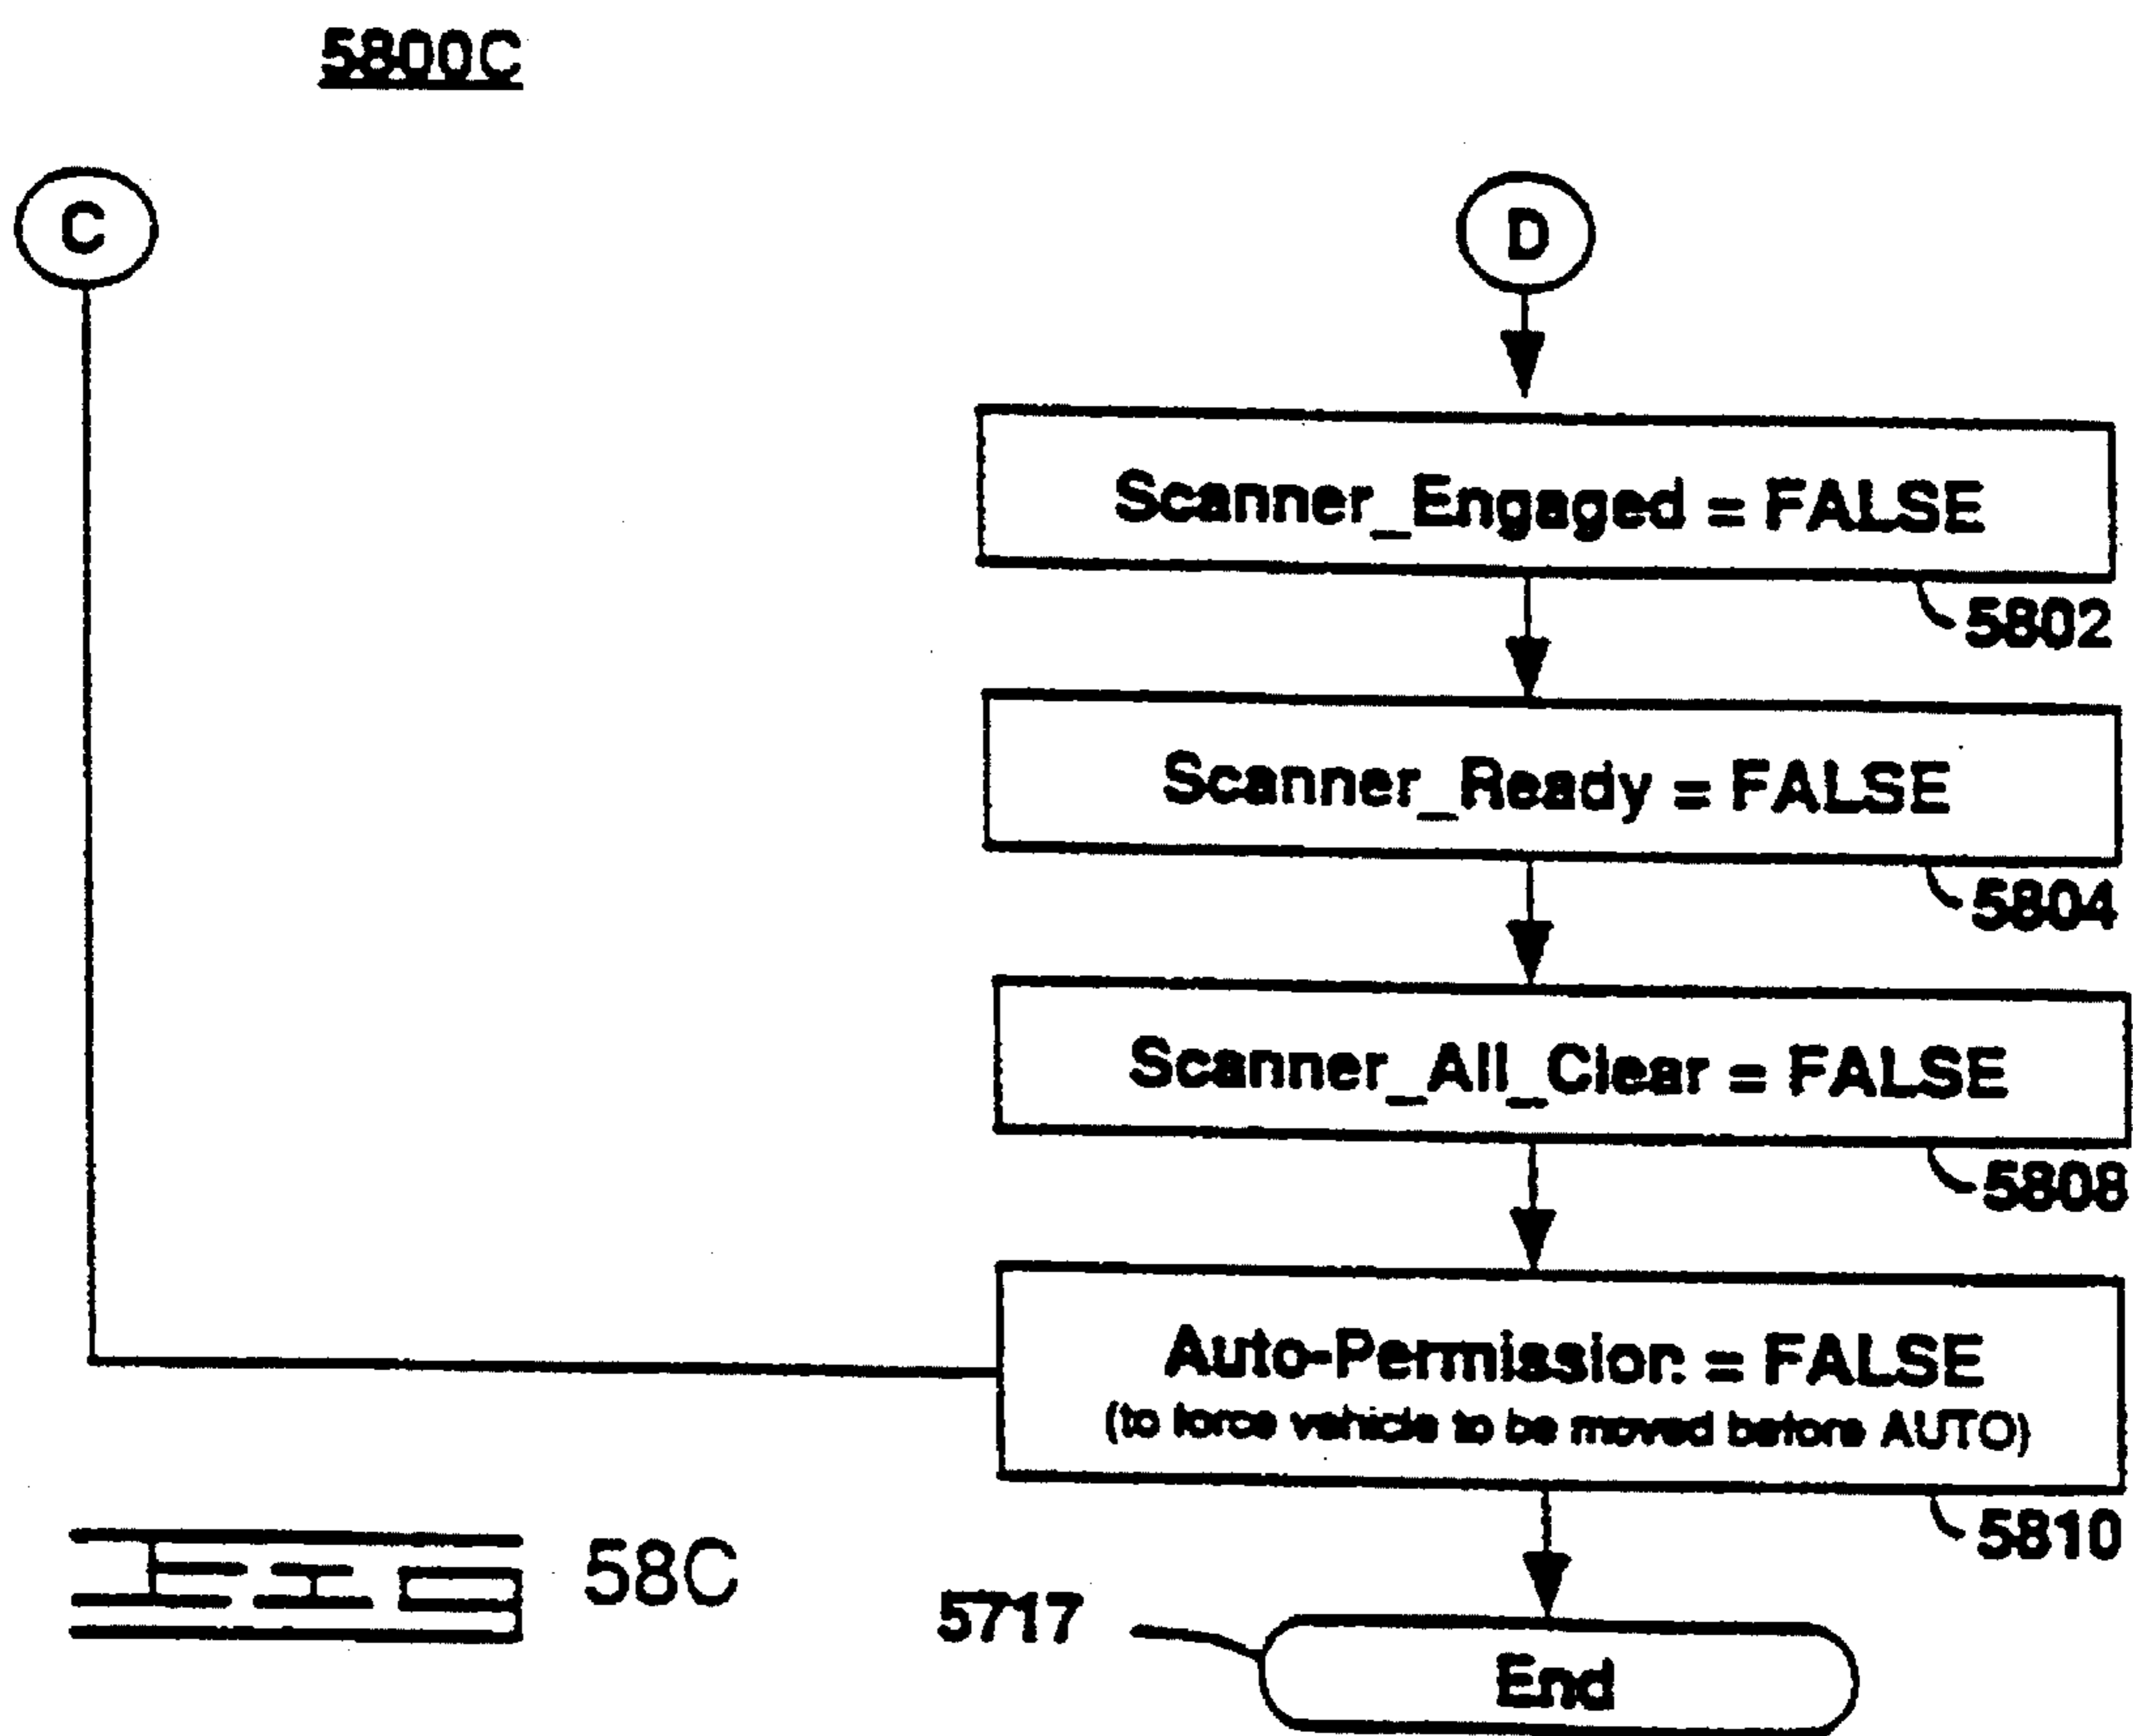 5800C
C
D
Scanner_Engaged = FALSE
5802
Scanner_Ready = FALSE
5804
Scanner_All_Clear = FALSE
5808
Auto-Permission = FALSE
(to force vehicle to be moved before AUTO)
5810
FIG 58C
5717
End